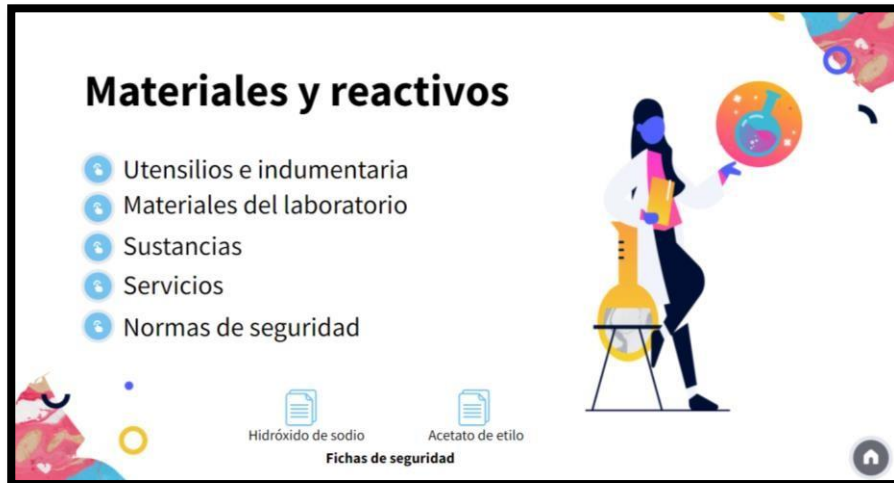 Materiales y reactivos
Utensilios e indumentaria
Materiales del laboratorio
Sustancias
Servicios
Normas de seguridad
Hidróxido de sodio
Acetato de etilo
Fichas de seguridad